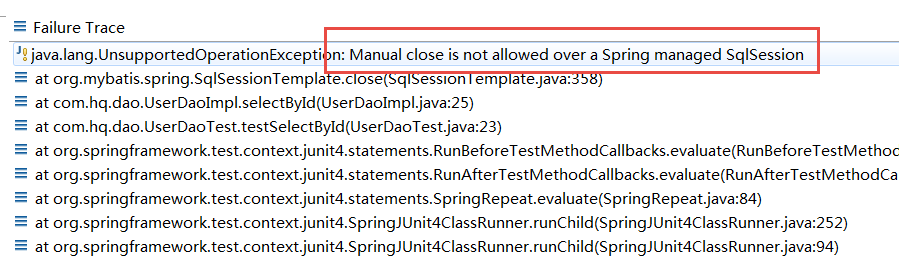 Failure Trace
java.lang.UnsupportedOperationException: Manual close is not allowed over a Spring managed SqlSession
at org.mybatis.spring.SqlSessionTemplate.close(SqlSessionTemplate.java:358)
at com.hq.dao.UserDaoImpl.selectById(UserDaoImpl.java:25)
at com.hq.dao.UserDaoTest.testSelectById(UserDaoTest.java:23)
at org.springframework.test.context.junit4.statements.RunBeforeTestMethodCallbacks.evaluate(RunBeforeTestMethod
at org.springframework.test.context.junit4.statements.RunAfterTestMethodCallbacks.evaluate(RunAfterTestMethodCa
at org.springframework.test.context.junit4.statements.SpringRepeat.evaluate(SpringRepeat.java:84)
at org.springframework.test.context.junit4.SpringJUnit4ClassRunner.runChild(SpringJUnit4ClassRunner.java:252)
at org.springframework.test.context.junit4.SpringJUnit4ClassRunner.runChild(SpringJUnit4ClassRunner.java:94)